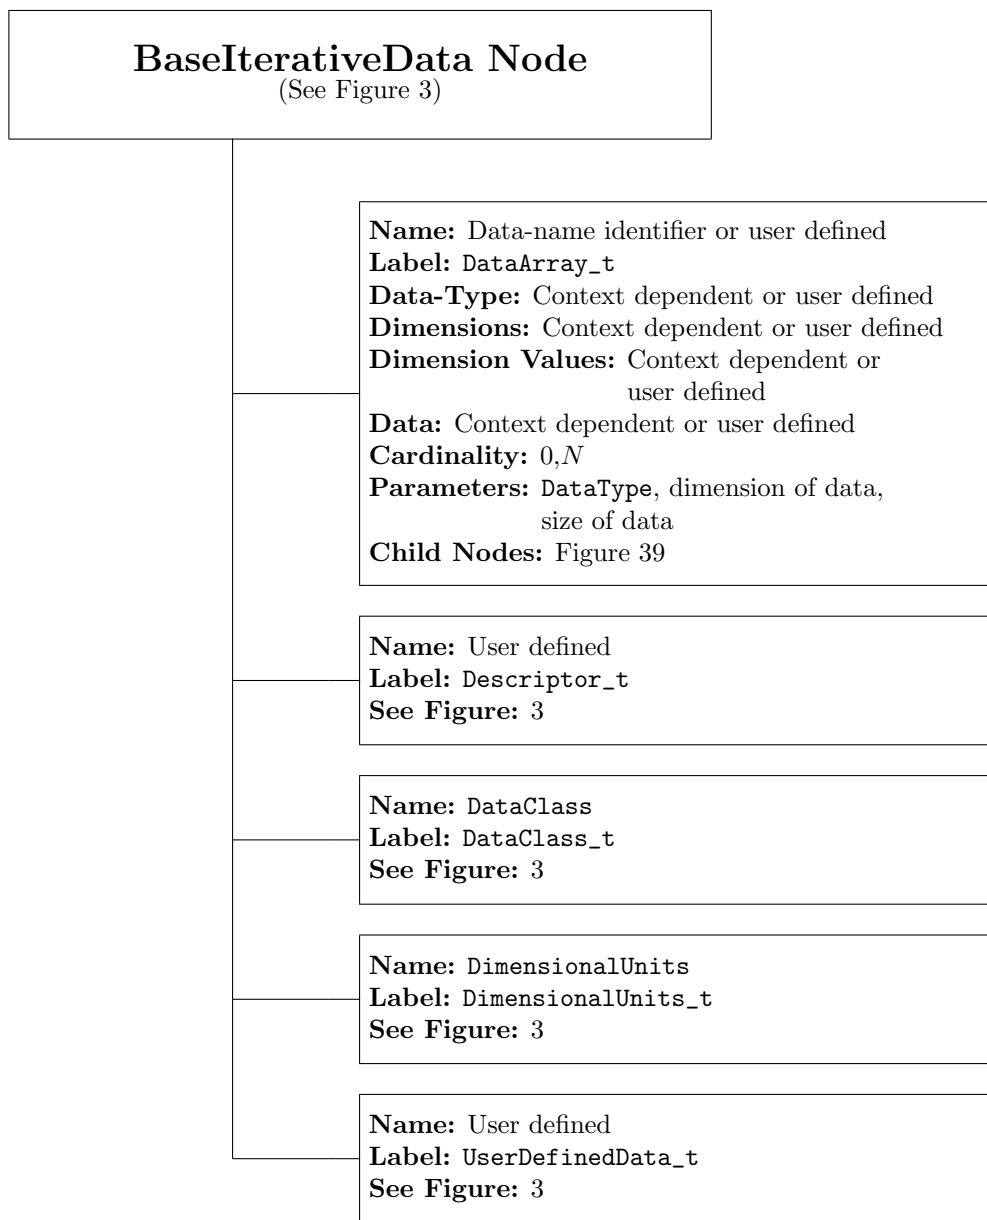 BaseIterativeData Node
(See Figure 3)
Name: Data-name identifier or user defined
Label: DataArray_t
Data-Type: Context dependent or user defined
Dimensions: Context dependent or user defined
Dimension Values: Context dependent or
user defined
Data: Context dependent or user defined
Cardinality: 0,N
Parameters: DataType, dimension of data,
size of data
Child Nodes: Figure 39
Name: User defined
Label: Descriptor_t
See Figure: 3
Name: DataClass
Label: DataClass_t
See Figure: 3
Name: DimensionalUnits
Label: DimensionalUnits_t
See Figure: 3
Name: User defined
Label: UserDefinedData_t
See Figure: 3